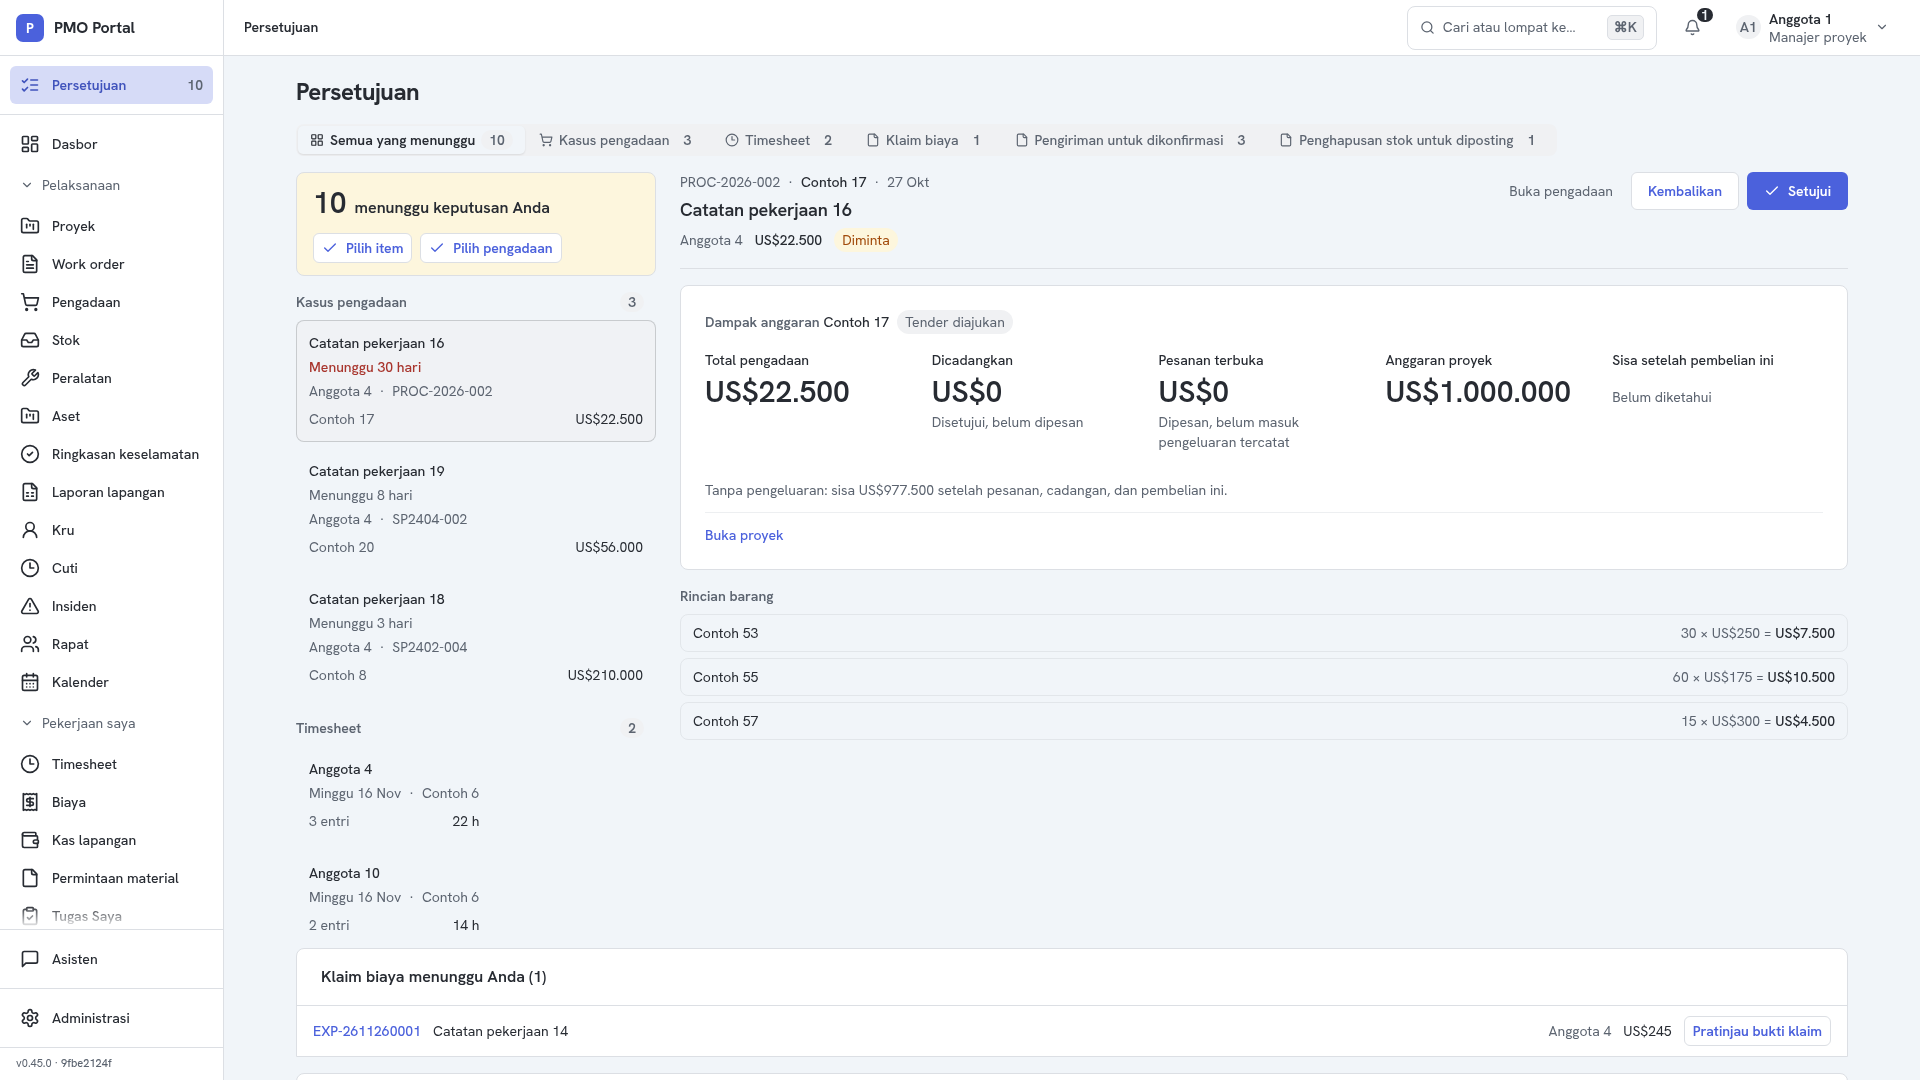 P PMO Portal
Persetujuan 10
Dasbor
Pelaksanaan
Proyek
Work order
Pengadaan
Stok
Peralatan
Aset
Ringkasan keselamatan
Laporan lapangan
Kru
Cuti
Insiden
Rapat
Kalender
Pekerjaan saya
Timesheet
Biaya
Kas lapangan
Permintaan material
Tugas Saya
Asisten
Administrasi
v0.45.0 · 9fbe2124f
Persetujuan
Cari atau lompat ke... ⌘K
1
A1
Anggota 1
Manajer proyek
Persetujuan
Semua yang menunggu 10 Kasus pengadaan 3 Timesheet 2 Klaim biaya 1 Pengiriman untuk dikonfirmasi 3 Penghapusan stok untuk diposting 1
10 menunggu keputusan Anda
Pilih item Pilih pengadaan
Kasus pengadaan 3
Catatan pekerjaan 16
Menunggu 30 hari
Anggota 4 · PROC-2026-002
Contoh 17 US$22.500
Catatan pekerjaan 19
Menunggu 8 hari
Anggota 4 · SP2404-002
Contoh 20 US$56.000
Catatan pekerjaan 18
Menunggu 3 hari
Anggota 4 · SP2402-004
Contoh 8 US$210.000
Timesheet 2
Anggota 4
Minggu 16 Nov · Contoh 6
3 entri 22 h
Anggota 10
Minggu 16 Nov · Contoh 6
2 entri 14 h
PROC-2026-002 · Contoh 17 · 27 Okt
Catatan pekerjaan 16
Anggota 4 US$22.500 Diminta
Buka pengadaan Kembalikan Setujui
Dampak anggaran Contoh 17 Tender diajukan
Total pengadaan
US$22.500
Dicadangkan
US$0
Disetujui, belum dipesan
Pesanan terbuka
US$0
Dipesan, belum masuk
pengeluaran tercatat
Anggaran proyek
US$1.000.000
Sisa setelah pembelian ini
Belum diketahui
Tanpa pengeluaran: sisa US$977.500 setelah pesanan, cadangan, dan pembelian ini.
Buka proyek
Rincian barang
Contoh 53 30 × US$250 = US$7.500
Contoh 55 60 × US$175 = US$10.500
Contoh 57 15 × US$300 = US$4.500
Klaim biaya menunggu Anda (1)
EXP-2611260001 Catatan pekerjaan 14 Anggota 4 US$245 Pratinjau bukti klaim